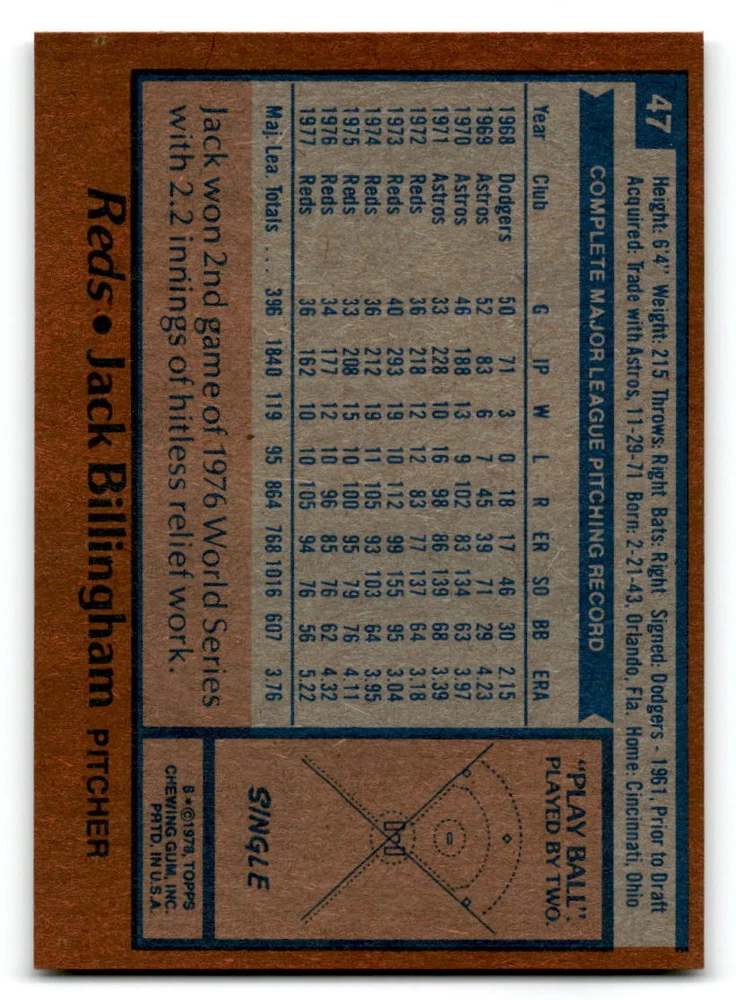 47
Height: 6'4" Weight: 215 Throws: Right Bats: Right Signed: Dodgers - 1961, Prior to Draft
Acquired: Trade with Astros, 11-29-71 Born: 2-21-43, Orlando, Fla. Home: Cincinnati, Ohio
COMPLETE MAJOR LEAGUE PITCHING RECORD
Year Club G IP W L R ER SO BB ERA
1968 Dodgers 50 71 3 0 18 17 46 30 2.15
1969 Astros 52 83 6 7 45 39 71 29 4.23
1970 Astros 46 188 13 9 102 83 134 63 3.97
1971 Astros 33 228 10 16 98 86 139 68 3.39
1972 Reds 36 218 12 12 83 77 137 64 3.18
1973 Reds 40 293 19 10 112 99 155 95 3.04
1974 Reds 36 212 19 11 105 93 103 64 3.95
1975 Reds 33 208 15 10 100 95 79 76 4.11
1976 Reds 34 177 12 10 96 85 76 62 4.32
1977 Reds 36 162 10 10 105 94 76 56 5.22
Maj. Lea. Totals .... 396 1840 119 95 864 768 1016 607 3.76
Jack won 2nd game of 1976 World Series
with 2.2 innings of hitless relief work.
"PLAY BALL".
PLAYED BY TWO.
SINGLE
6*©1978, TOPPS
CHEWING GUM, INC.
PRTD. IN U.S.A.
Reds • Jack Billingham PITCHER